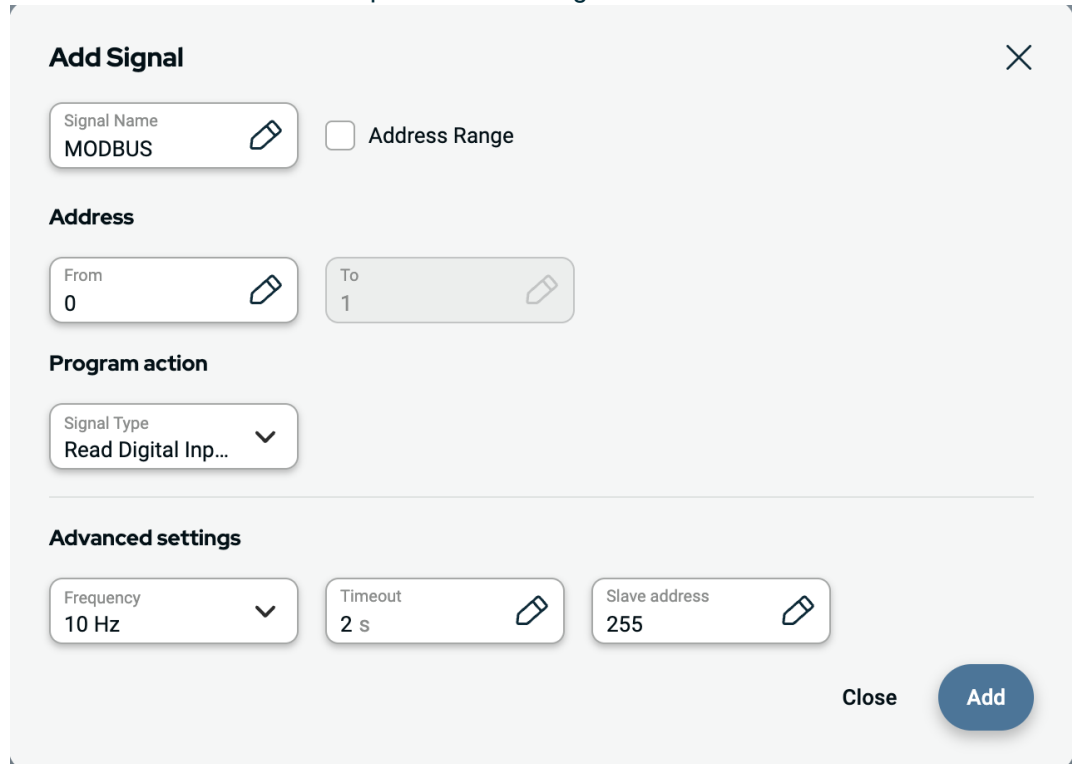 Add Signal
Signal Name
MODBUS
Address Range
Address
From
0
To
1
Program action
Signal Type
Read Digital Inp...
Advanced settings
Frequency
10 Hz
Timeout
2 s
Slave address
255
Close
Add